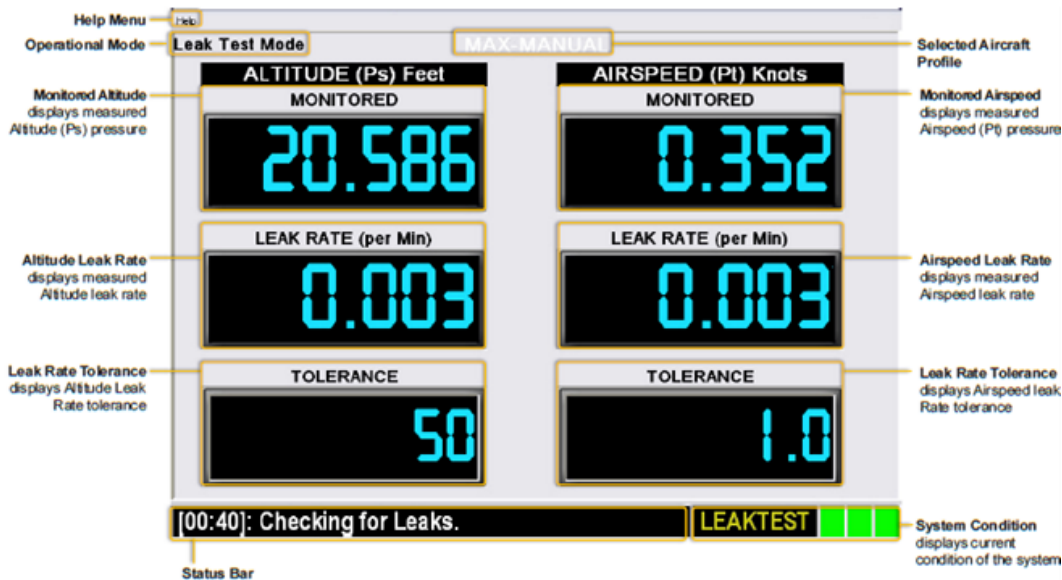 Help Menu
Help
Operational Mode
Leak Test Mode
MAX-MANUAL
Selected Aircraft
Profile
ALTITUDE (Ps) Feet
AIRSPEED (Pt) Knots
Monitored Altitude
displays measured
Altitude (Ps) pressure
MONITORED
20.586
MONITORED
0.352
Monitored Airspeed
displays measured
Airspeed (Pt) pressure
Altitude Leak Rate
displays measured
Altitude leak rate
LEAK RATE (per Min)
0.003
LEAK RATE (per Min)
0.003
Airspeed Leak Rate
displays measured
Airspeed leak rate
Leak Rate Tolerance
displays Altitude Leak
Rate tolerance
TOLERANCE
50
TOLERANCE
1.0
Leak Rate Tolerance
displays Airspeed leak
Rate tolerance
[00:40]: Checking for Leaks.
LEAKTEST
System Condition
displays current
condition of the system
Status Bar